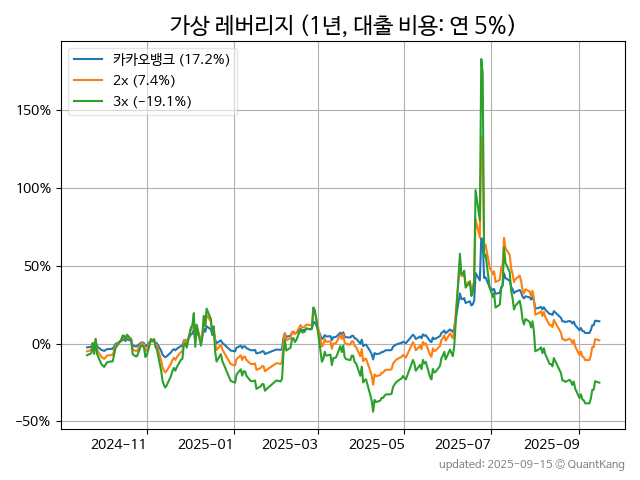 가상 레버리지 (1년, 대출 비용: 연 5%)
카카오뱅크 (17.2%)
2x (7.4%)
3x (−19.1%)
150%
100%
50%
0%
−50%
2024-11 2025-01 2025-03 2025-05 2025-07 2025-09
updated: 2025-09-15 © QuantKang